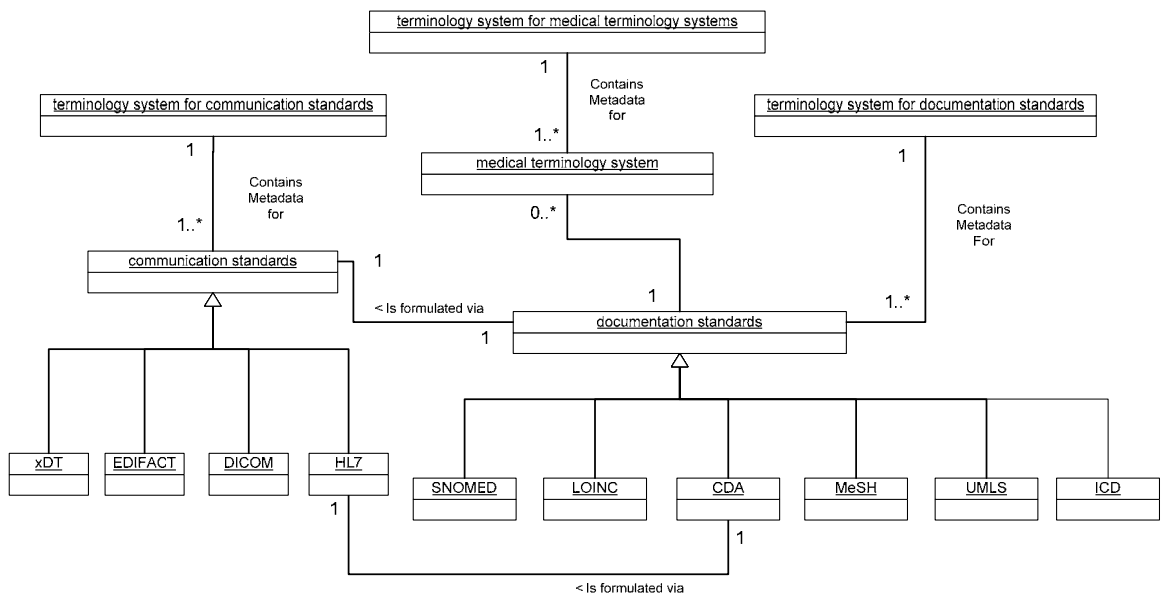 terminology system for medical terminology systems
1
Contains
Metadata
for
1..*
terminology system for communication standards
1
Contains
Metadata
for
1..*
terminology system for documentation standards
1
Contains
Metadata
For
1..*
medical terminology system
0..*
1
communication standards
1
< Is formulated via
1
documentation standards
xDT
EDIFACT
DICOM
HL7
1
SNOMED
LOINC
CDA
MeSH
UMLS
ICD
1
< Is formulated via